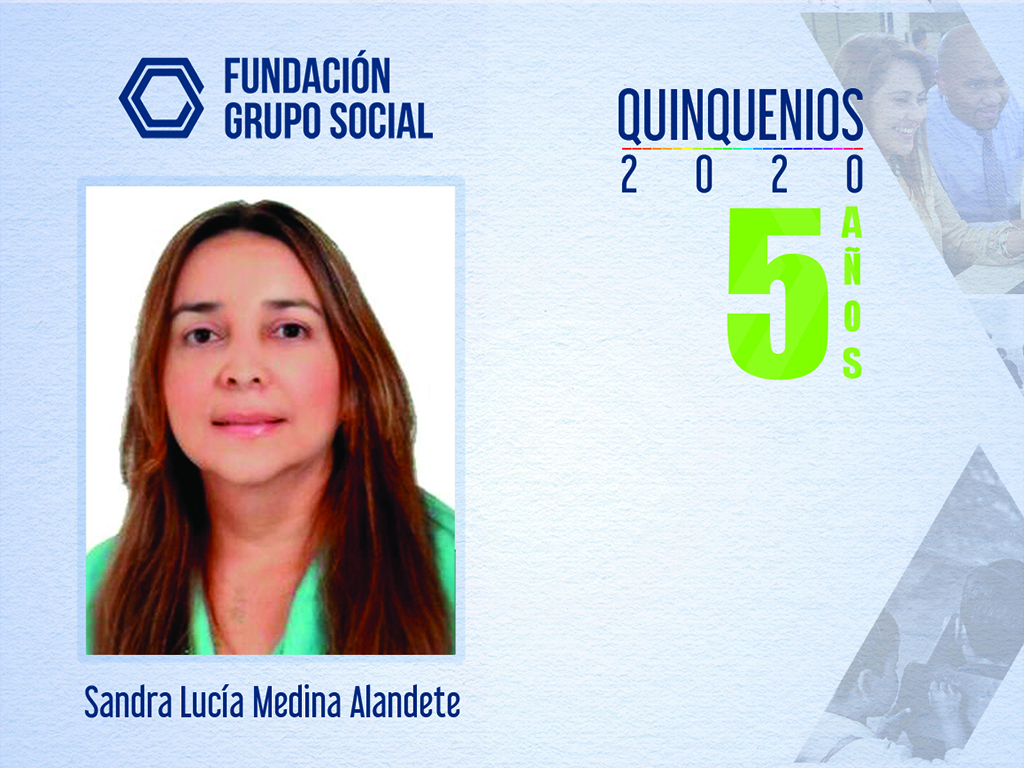 FUNDACIÓN
GRUPO SOCIAL
QUINQUENIOS
2020
5
AÑOS
Sandra Lucía Medina Alandete